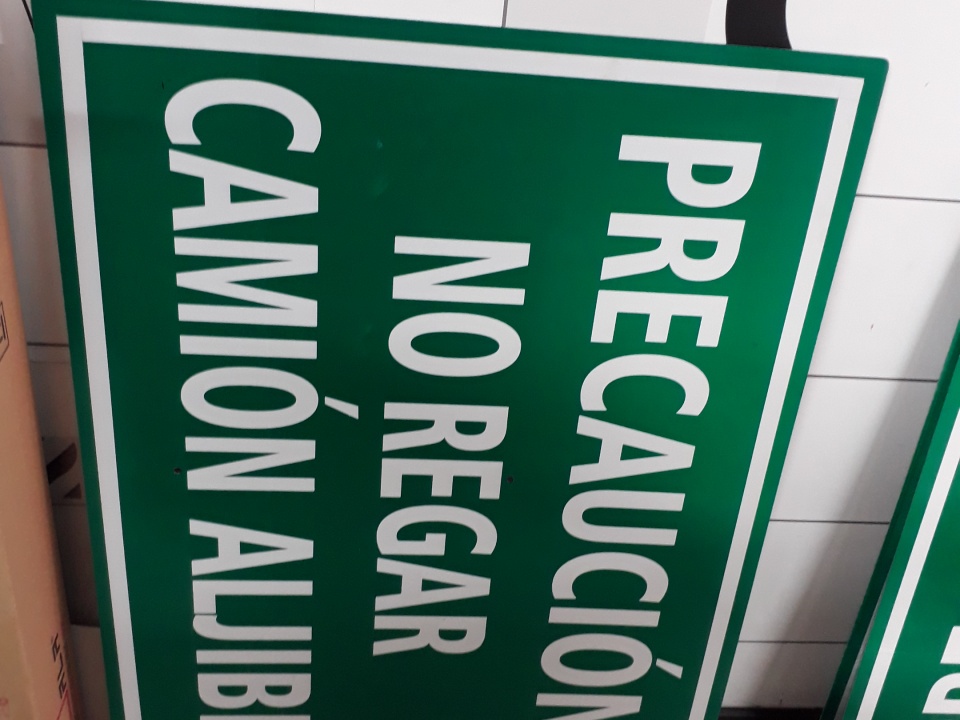 PRECAUCIÓN
NO REGAR
CAMIÓN ALJIB